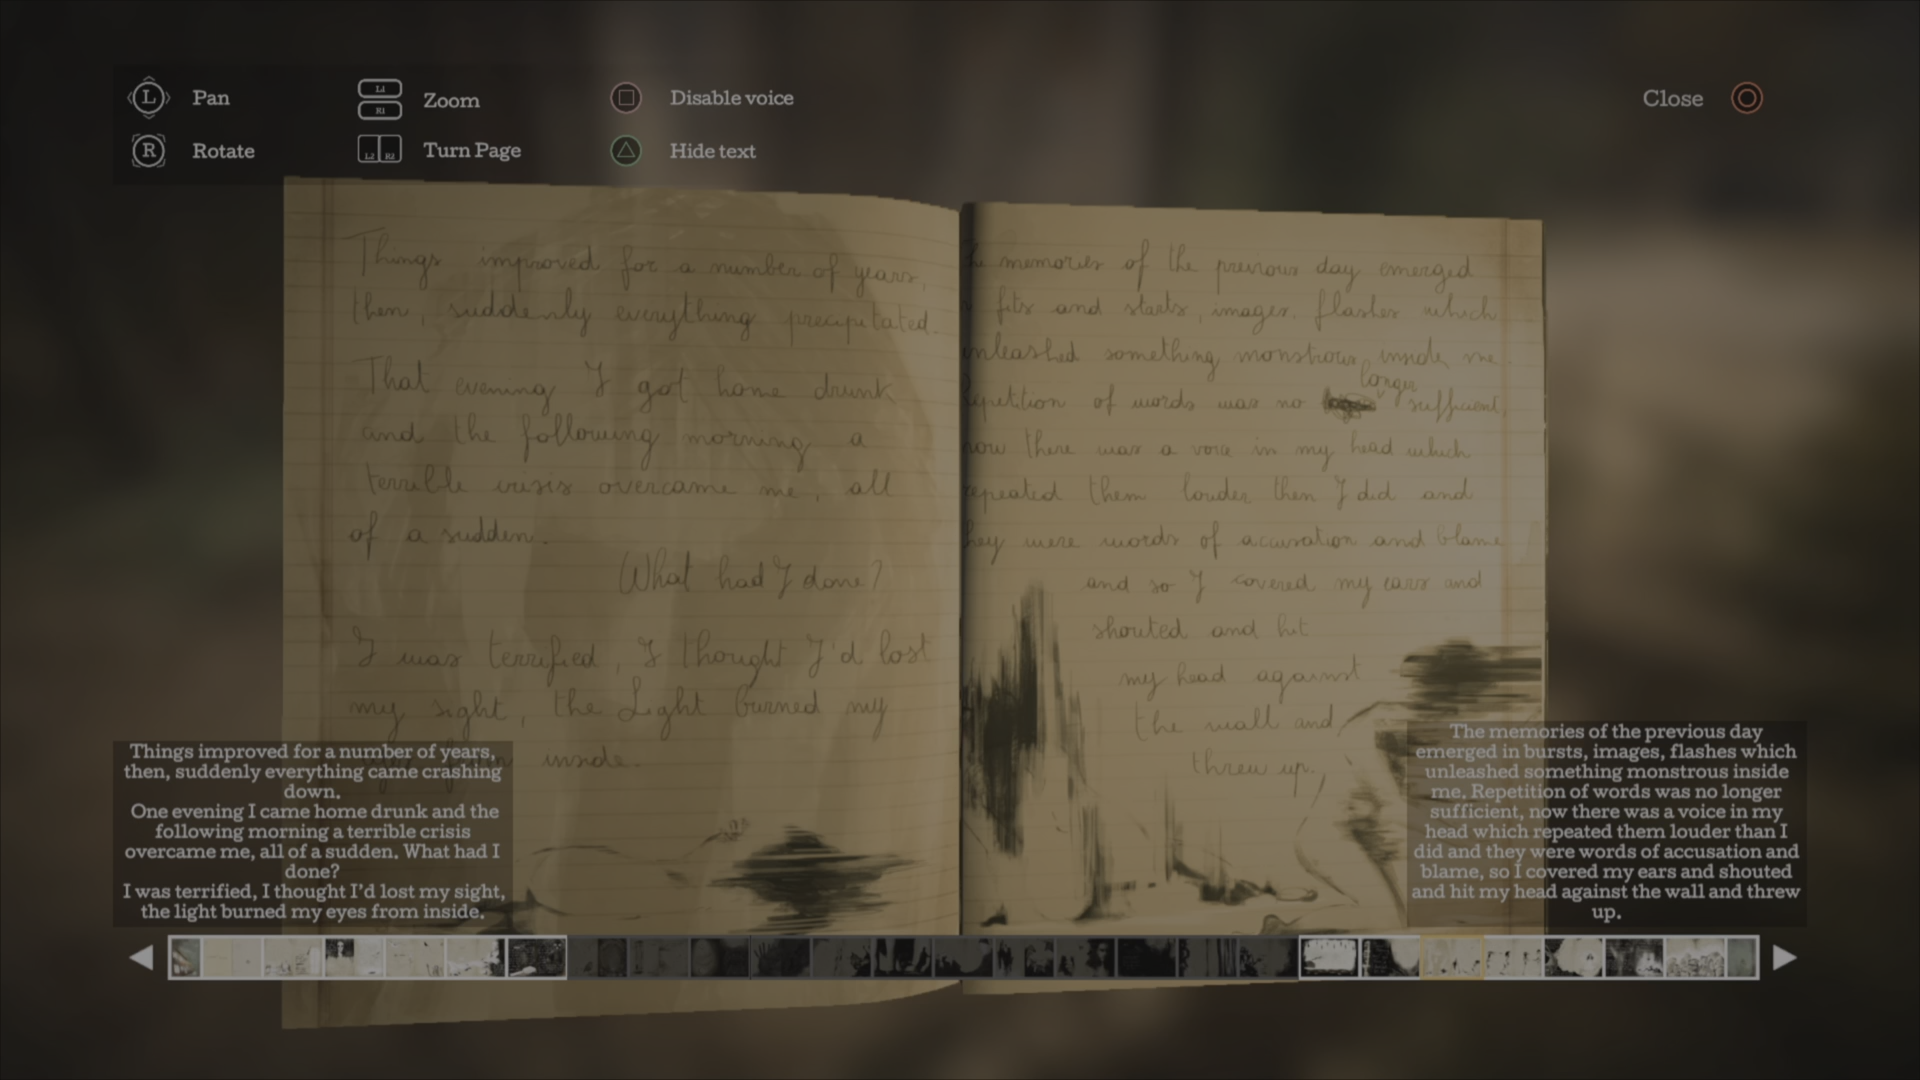 Pan
Rotate
L1
R1
Zoom
L2 R2
Turn Page
Disable voice
Hide text
Close
L
R
Things improved for a number of years,
then, suddenly everything precipitated.
That evening I got home drunk
and the following morning a
terrible crisis overcame me, all
of a sudden.
What had I done?
I was terrified, I thought I'd lost
my sight, the Light burned my
inside.
memories of the previous day emerged
fits and starts, images. flashes which
unleashed something monstrous inside me.
Repetition of words was no longer sufficient,
now there was a voice in my head which
repeated them louder then I did and
they were words of accusation and blame
and so I covered my ears and
shouted and hit
my head against
the wall and
threw up.
Things improved for a number of years,
then, suddenly everything came crashing
down.
One evening I came home drunk and the
following morning a terrible crisis
overcame me, all of a sudden. What had I
done?
I was terrified, I thought I'd lost my sight,
the light burned my eyes from inside.
The memories of the previous day
emerged in bursts, images, flashes which
unleashed something monstrous inside
me. Repetition of words was no longer
sufficient, now there was a voice in my
head which repeated them louder than I
did and they were words of accusation and
blame, so I covered my ears and shouted
and hit my head against the wall and threw
up.